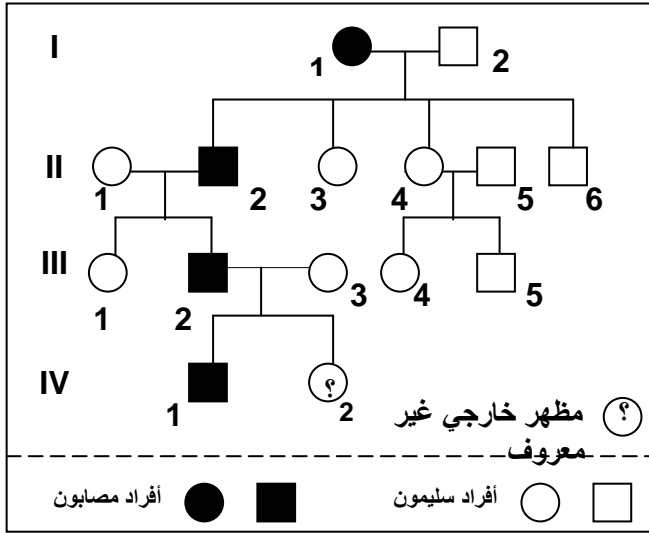 I
1 2
II
1 2 3 4 5 6
III
1 2 3 4 5
IV
1 ؟ 2
؟ مظهر خارجي غير
معروف
أفراد سليمون
أفراد مصابون